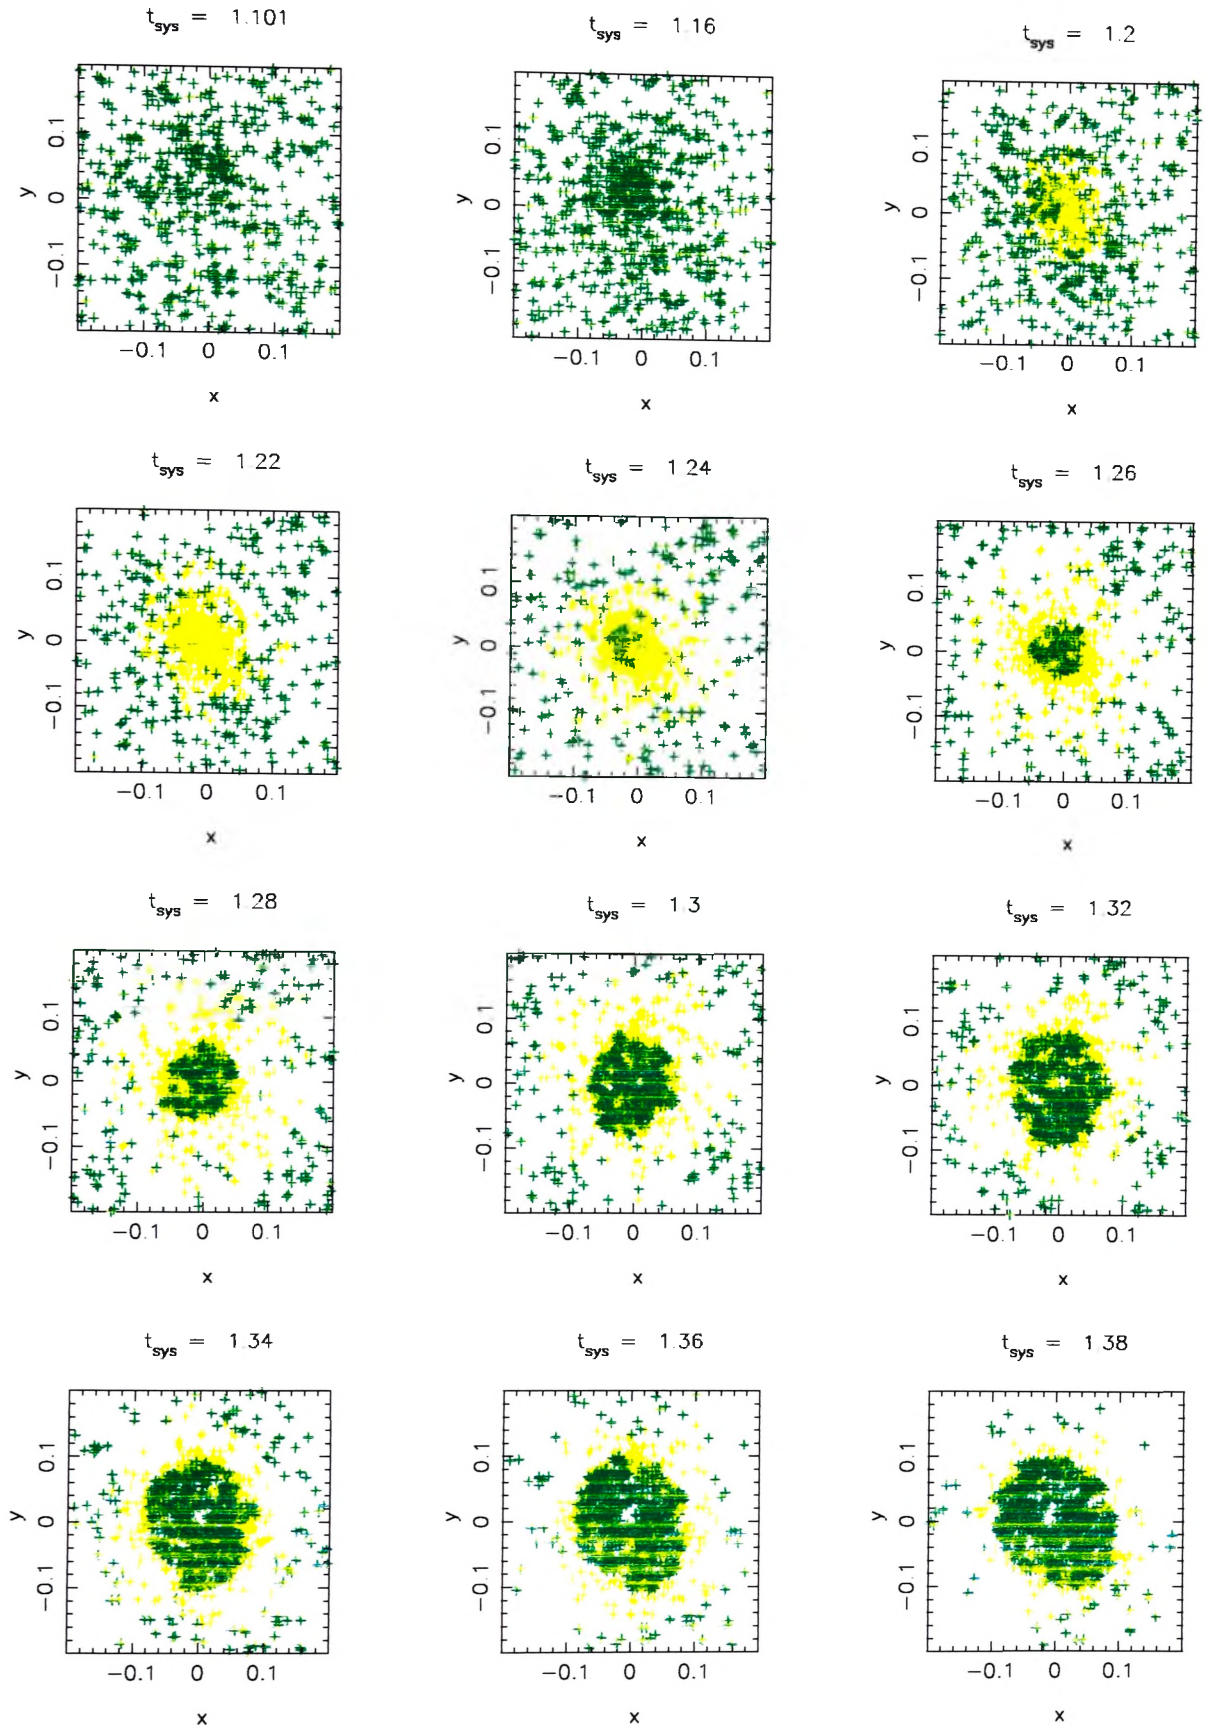 t_sys = 1.101
t_sys = 1.16
t_sys = 1.2
y
0.1
0
−0.1
−0.1 0 0.1
x
y
0.1
0
−0.1
−0.1 0 0.1
x
y
0.1
0
−0.1
−0.1 0 0.1
x
t_sys = 1.22
t_sys = 1.24
t_sys = 1.26
y
0.1
0
−0.1
−0.1 0 0.1
x
y
0.1
0
−0.1
−0.1 0 0.1
x
y
0.1
0
−0.1
−0.1 0 0.1
x
t_sys = 1.28
t_sys = 1.3
t_sys = 1.32
y
0.1
0
−0.1
−0.1 0 0.1
x
y
0.1
0
−0.1
−0.1 0 0.1
x
y
0.1
0
−0.1
−0.1 0 0.1
x
t_sys = 1.34
t_sys = 1.36
t_sys = 1.38
y
0.1
0
−0.1
−0.1 0 0.1
x
y
0.1
0
−0.1
−0.1 0 0.1
x
y
0.1
0
−0.1
−0.1 0 0.1
x